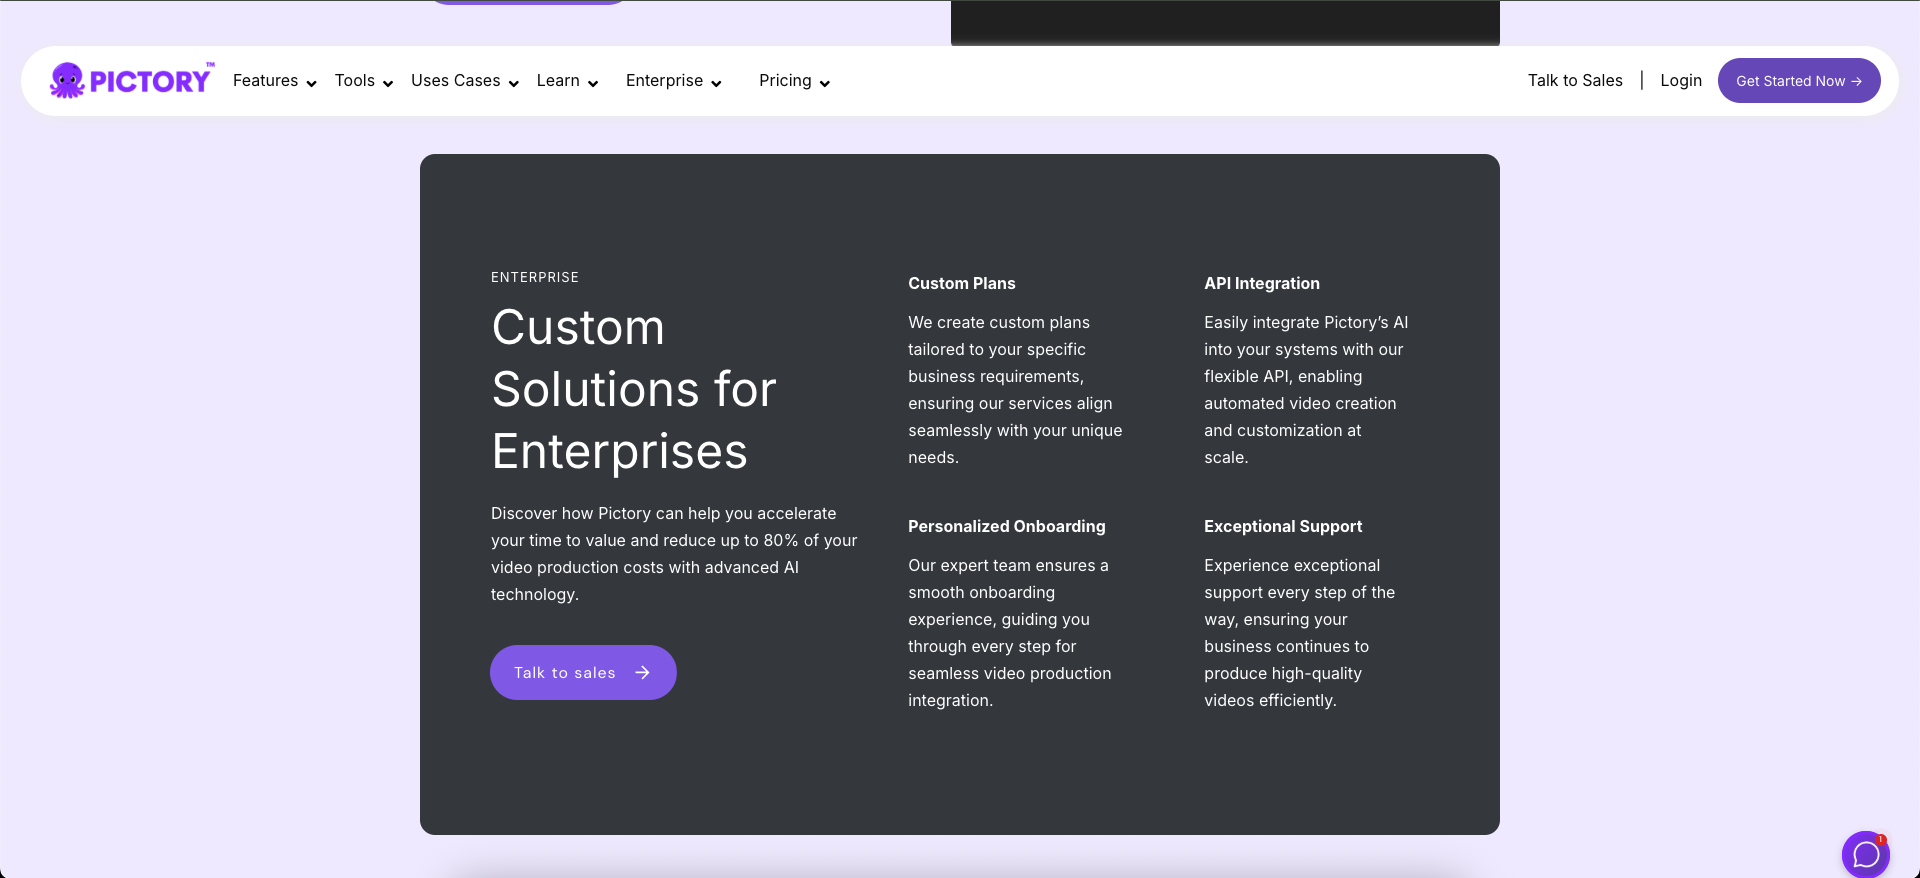 PICTORY™
Features
Tools
Uses Cases
Learn
Enterprise
Pricing
Talk to Sales
|
Login
Get Started Now →
ENTERPRISE
Custom
Solutions for
Enterprises
Discover how Pictory can help you accelerate
your time to value and reduce up to 80% of your
video production costs with advanced AI
technology.
Talk to sales →
Custom Plans
We create custom plans
tailored to your specific
business requirements,
ensuring our services align
seamlessly with your unique
needs.
API Integration
Easily integrate Pictory’s AI
into your systems with our
flexible API, enabling
automated video creation
and customization at
scale.
Personalized Onboarding
Our expert team ensures a
smooth onboarding
experience, guiding you
through every step for
seamless video production
integration.
Exceptional Support
Experience exceptional
support every step of the
way, ensuring your
business continues to
produce high-quality
videos efficiently.
1